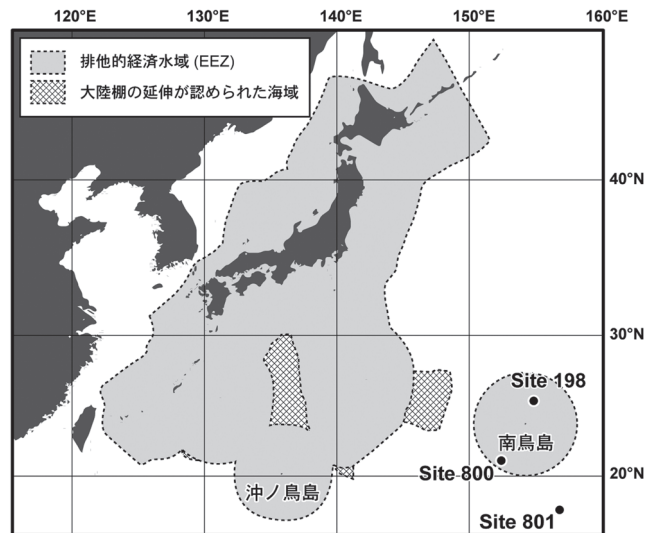 120°E
130°E
140°E
150°E
160°E
排他的経済水域 (EEZ)
大陸棚の延伸が認められた海域
40°N
30°N
Site 198
南鳥島
Site 800
20°N
沖ノ鳥島
Site 801